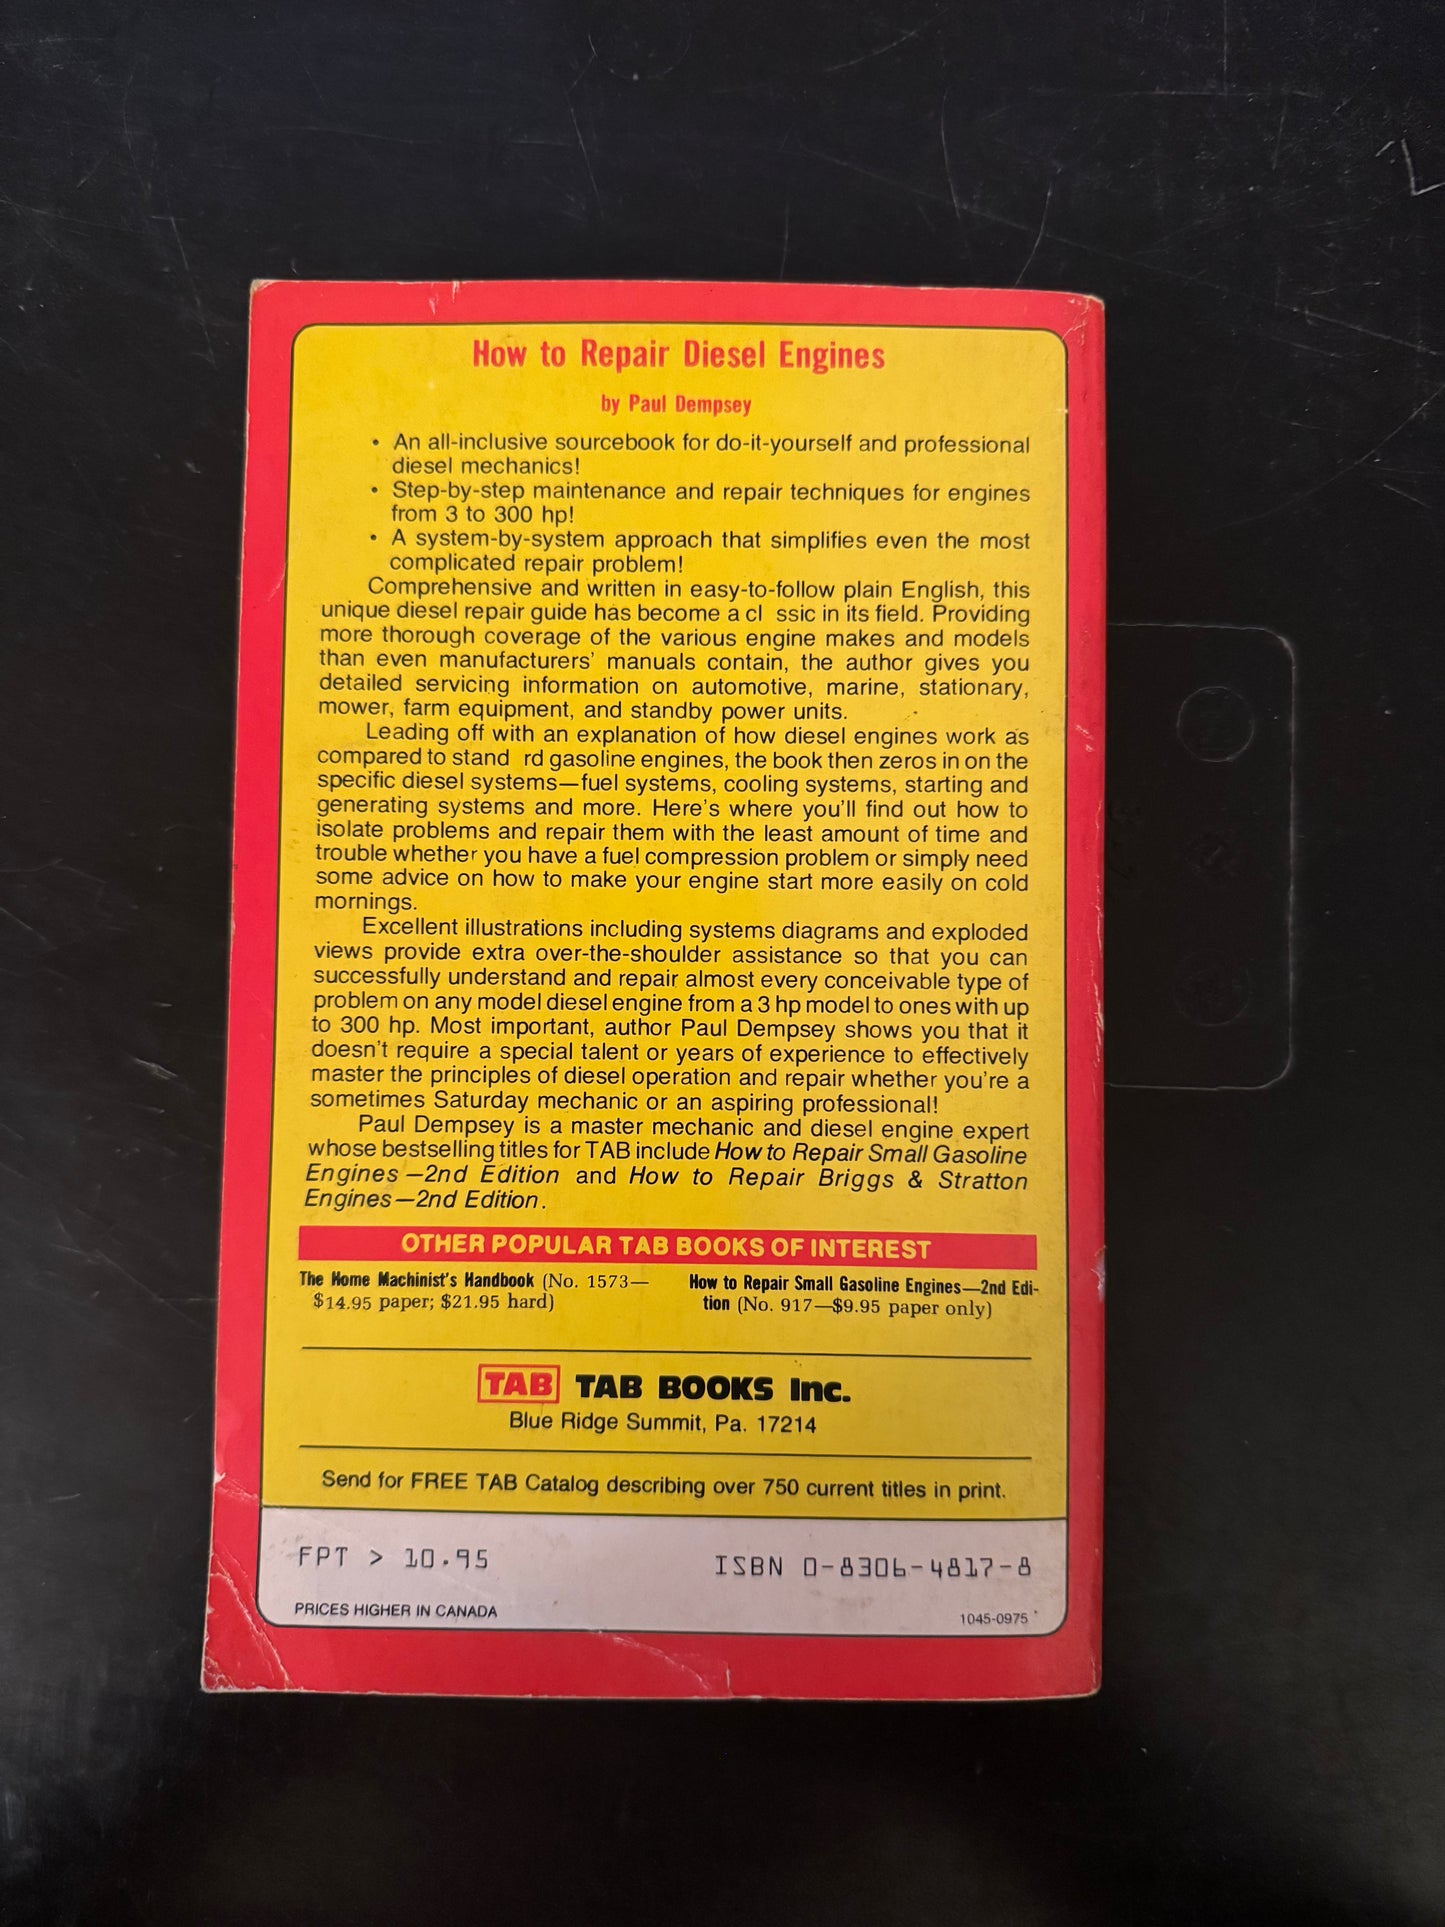 How to Repair Diesel Engines
by Paul Dempsey
• An all-inclusive sourcebook for do-it-yourself and professional
diesel mechanics!
• Step-by-step maintenance and repair techniques for engines
from 3 to 300 hp!
• A system-by-system approach that simplifies even the most
complicated repair problem!
Comprehensive and written in easy-to-follow plain English, this
unique diesel repair guide has become a cl ssic in its field. Providing
more thorough coverage of the various engine makes and models
than even manufacturers' manuals contain, the author gives you
detailed servicing information on automotive, marine, stationary,
mower, farm equipment, and standby power units.
Leading off with an explanation of how diesel engines work as
compared to stand rd gasoline engines, the book then zeros in on the
specific diesel systems—fuel systems, cooling systems, starting and
generating systems and more. Here's where you'll find out how to
isolate problems and repair them with the least amount of time and
trouble whether you have a fuel compression problem or simply need
some advice on how to make your engine start more easily on cold
mornings.
Excellent illustrations including systems diagrams and exploded
views provide extra over-the-shoulder assistance so that you can
successfully understand and repair almost every conceivable type of
problem on any model diesel engine from a 3 hp model to ones with up
to 300 hp. Most important, author Paul Dempsey shows you that it
doesn't require a special talent or years of experience to effectively
master the principles of diesel operation and repair whether you're a
sometimes Saturday mechanic or an aspiring professional!
Paul Dempsey is a master mechanic and diesel engine expert
whose bestselling titles for TAB include How to Repair Small Gasoline
Engines—2nd Edition and How to Repair Briggs & Stratton
Engines—2nd Edition.
OTHER POPULAR TAB BOOKS OF INTEREST
The Home Machinist's Handbook (No. 1573—
$14.95 paper; $21.95 hard)
How to Repair Small Gasoline Engines—2nd Edi-
tion (No. 917—$9.95 paper only)
TAB TAB BOOKS Inc.
Blue Ridge Summit, Pa. 17214
Send for FREE TAB Catalog describing over 750 current titles in print.
FPT > 10.95
ISBN 0-8306-4817-8
PRICES HIGHER IN CANADA
1045-0975